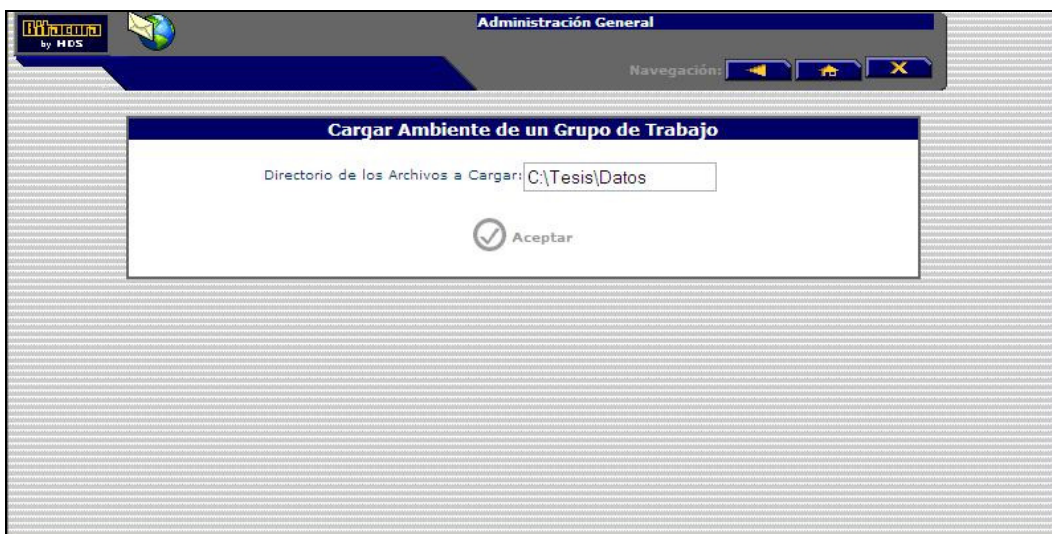 Bitacora
by HDS
Administración General
Navegación:
Cargar Ambiente de un Grupo de Trabajo
Directorio de los Archivos a Cargar: C:\Tesis\Datos
Aceptar